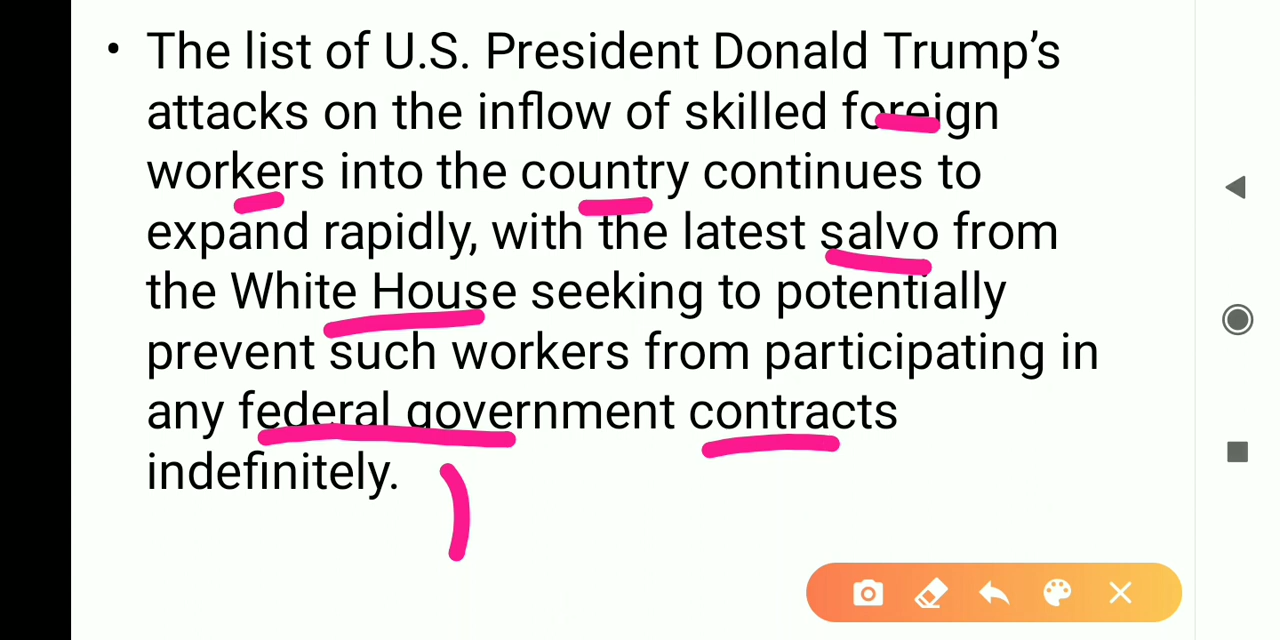 • The list of U.S. President Donald Trump’s
attacks on the inflow of skilled foreign
workers into the country continues to
expand rapidly, with the latest salvo from
the White House seeking to potentially
prevent such workers from participating in
any federal government contracts
indefinitely.